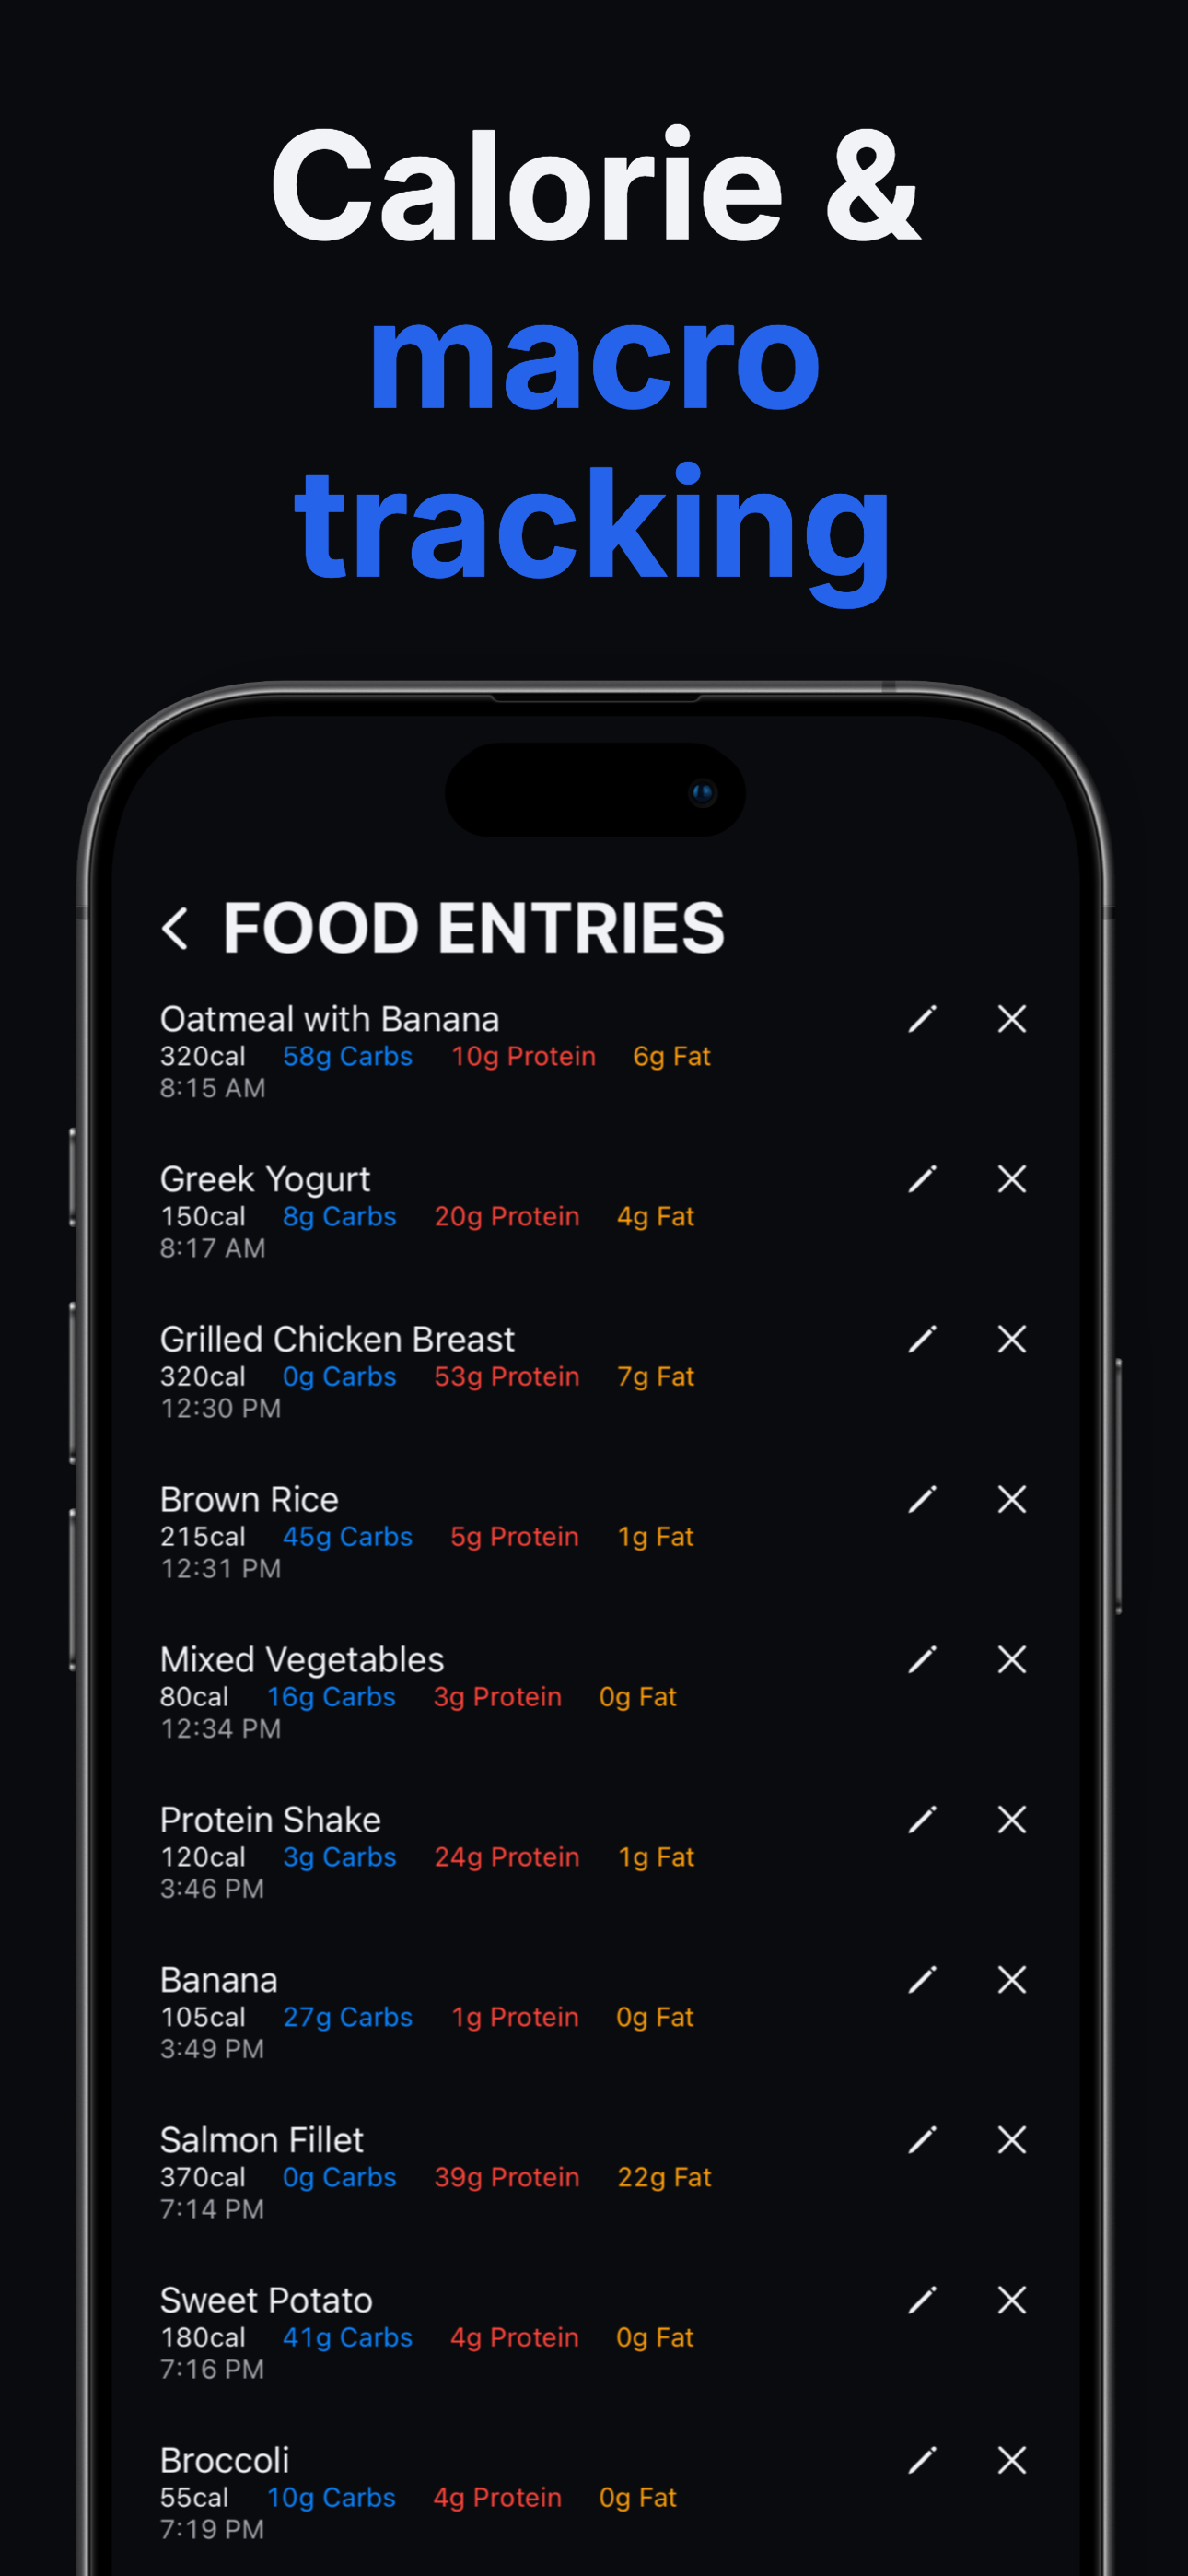 Calorie &
macro
tracking
FOOD ENTRIES
Oatmeal with Banana
320cal 58g Carbs 10g Protein 6g Fat
8:15 AM
Greek Yogurt
150cal 8g Carbs 20g Protein 4g Fat
8:17 AM
Grilled Chicken Breast
320cal 0g Carbs 53g Protein 7g Fat
12:30 PM
Brown Rice
215cal 45g Carbs 5g Protein 1g Fat
12:31 PM
Mixed Vegetables
80cal 16g Carbs 3g Protein 0g Fat
12:34 PM
Protein Shake
120cal 3g Carbs 24g Protein 1g Fat
3:46 PM
Banana
105cal 27g Carbs 1g Protein 0g Fat
3:49 PM
Salmon Fillet
370cal 0g Carbs 39g Protein 22g Fat
7:14 PM
Sweet Potato
180cal 41g Carbs 4g Protein 0g Fat
7:16 PM
Broccoli
55cal 10g Carbs 4g Protein 0g Fat
7:19 PM